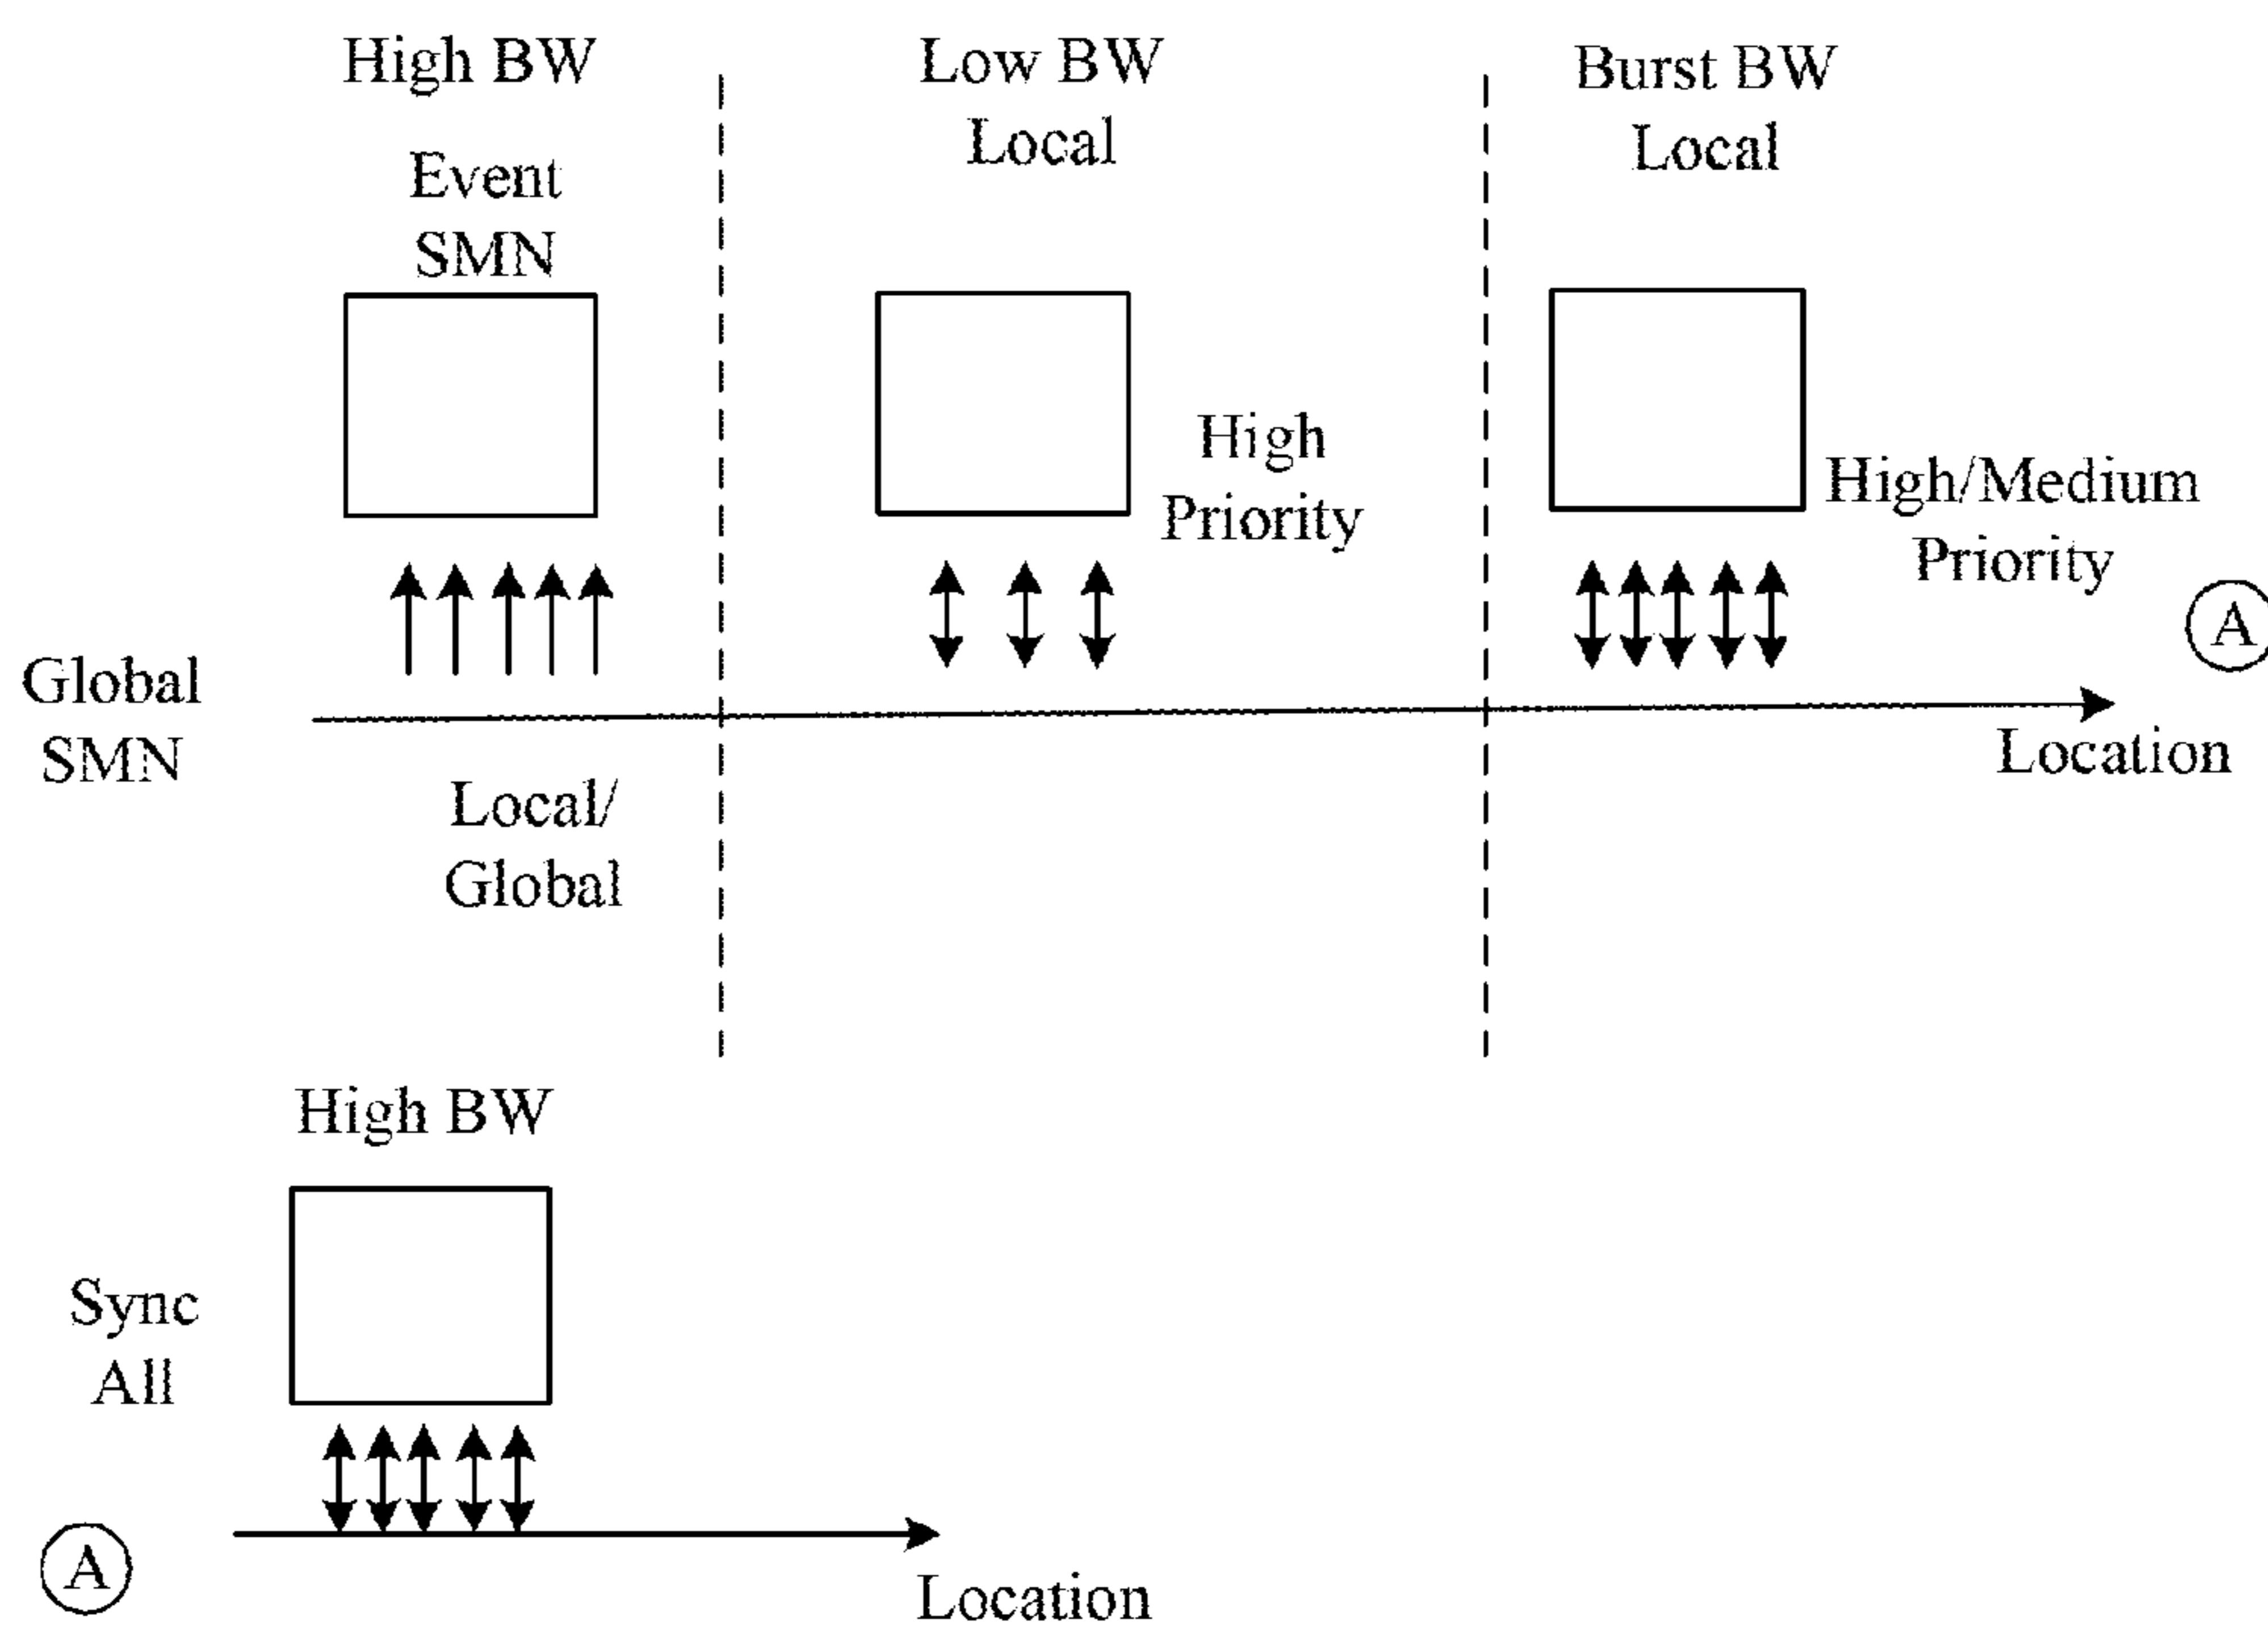 High BW
Event
SMN
Low BW
Local
Burst BW
Local
High
Priority
High/Medium
Priority
A
Global
SMN
Location
Local/
Global
High BW
Sync
All
A
Location